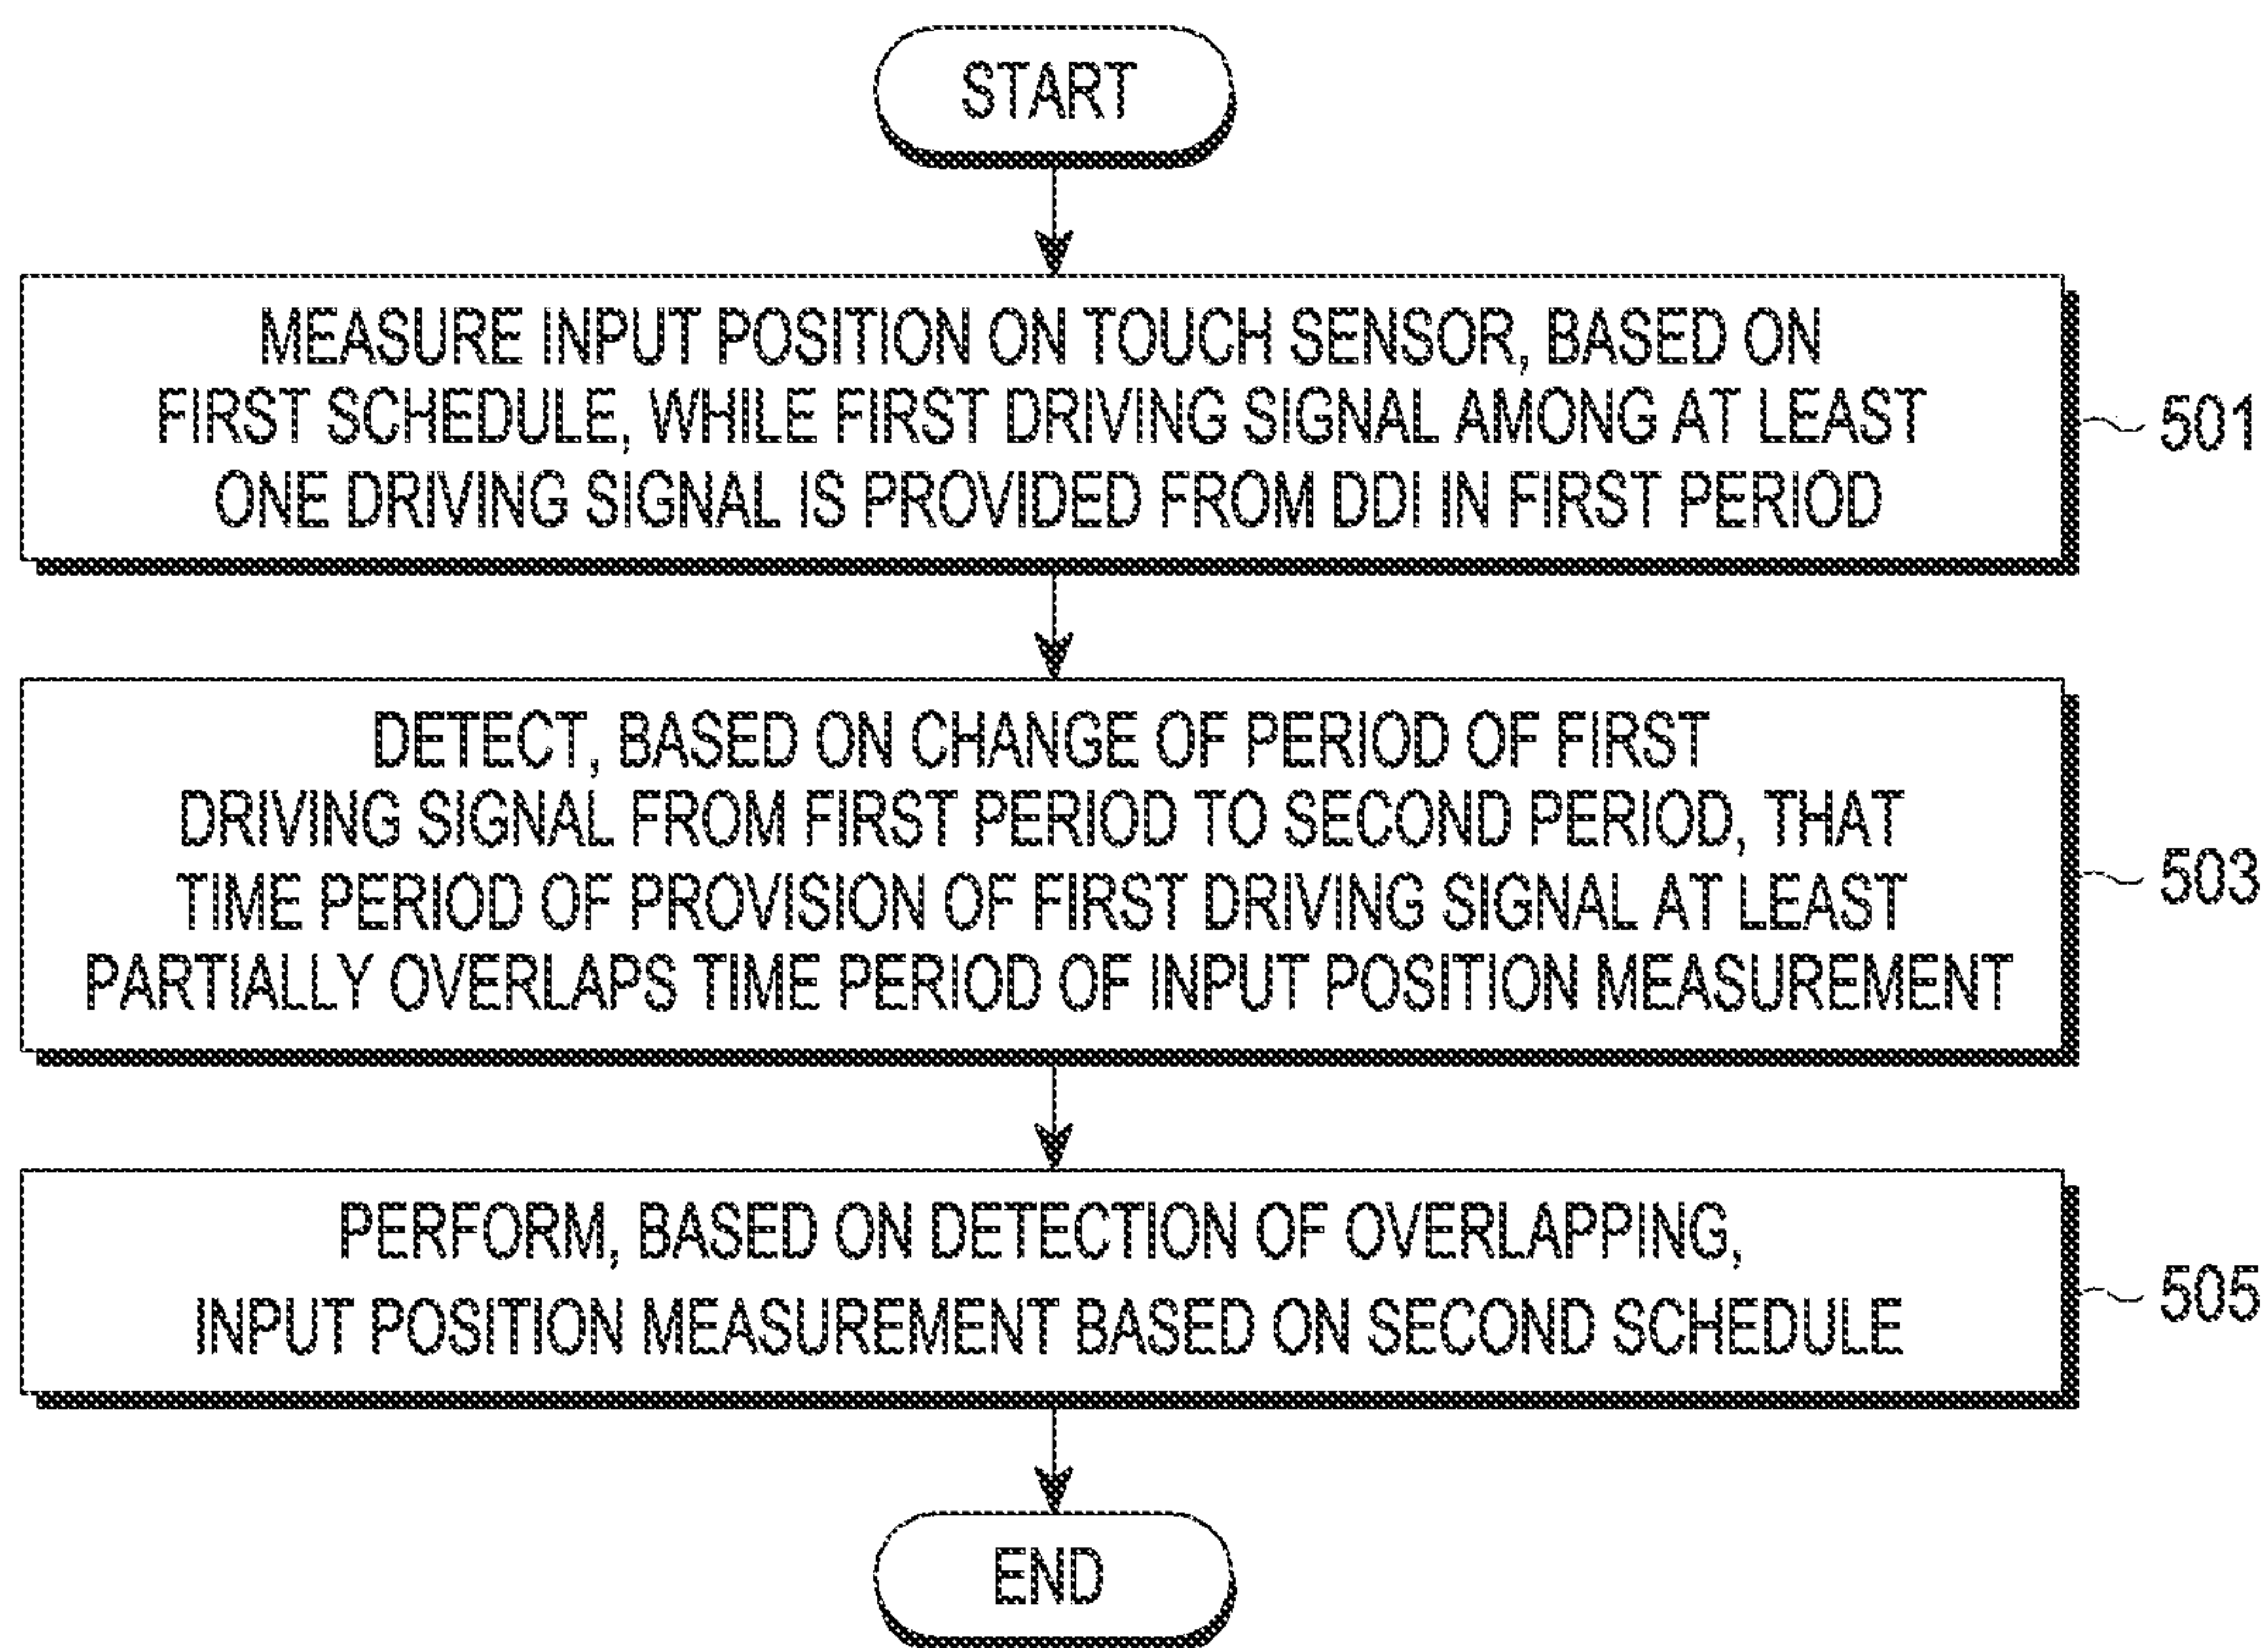 START
MEASURE INPUT POSITION ON TOUCH SENSOR, BASED ON
FIRST SCHEDULE, WHILE FIRST DRIVING SIGNAL AMONG AT LEAST
ONE DRIVING SIGNAL IS PROVIDED FROM DDI IN FIRST PERIOD
501
DETECT, BASED ON CHANGE OF PERIOD OF FIRST
DRIVING SIGNAL FROM FIRST PERIOD TO SECOND PERIOD, THAT
TIME PERIOD OF PROVISION OF FIRST DRIVING SIGNAL AT LEAST
PARTIALLY OVERLAPS TIME PERIOD OF INPUT POSITION MEASUREMENT
503
PERFORM, BASED ON DETECTION OF OVERLAPPING,
INPUT POSITION MEASUREMENT BASED ON SECOND SCHEDULE
505
END